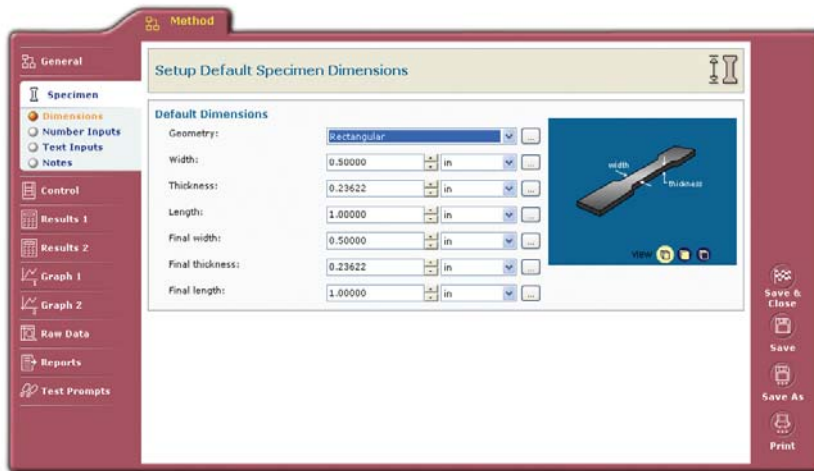 Method
General
Specimen
Dimensions
Number Inputs
Text Inputs
Notes
Control
Results 1
Results 2
Graph 1
Graph 2
Raw Data
Reports
Test Prompts
Setup Default Specimen Dimensions
Default Dimensions
Geometry: Rectangular ...
Width: 0.50000 in ...
Thickness: 0.23622 in ...
Length: 1.00000 in ...
Final width: 0.50000 in ...
Final thickness: 0.23622 in ...
Final length: 1.00000 in ...
width
thickness
VIEW
Save &
Close
Save
Save As
Print